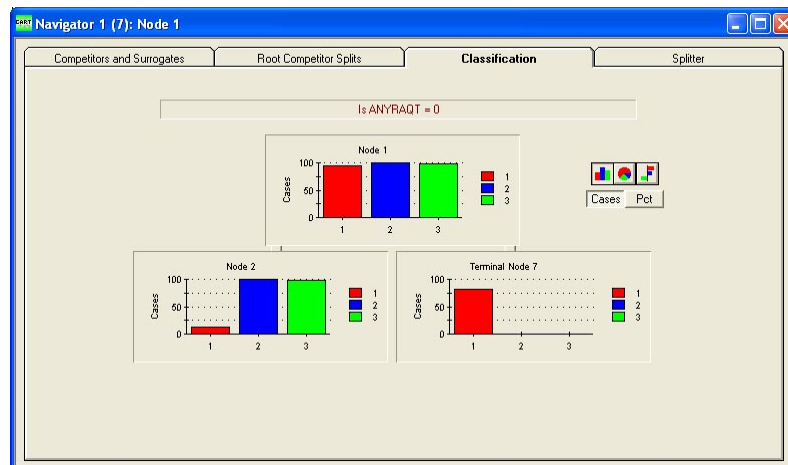 CART Navigator 1 (7): Node 1
Competitors and Surrogates Root Competitor Splits Classification Splitter
Is ANYRAQT = 0
Node 1
Cases
100
50
0
1 2 3
1
2
3
Cases Pct
Node 2
Cases
100
50
0
1 2 3
1
2
3
Terminal Node 7
Cases
100
50
0
1 2 3
1
2
3